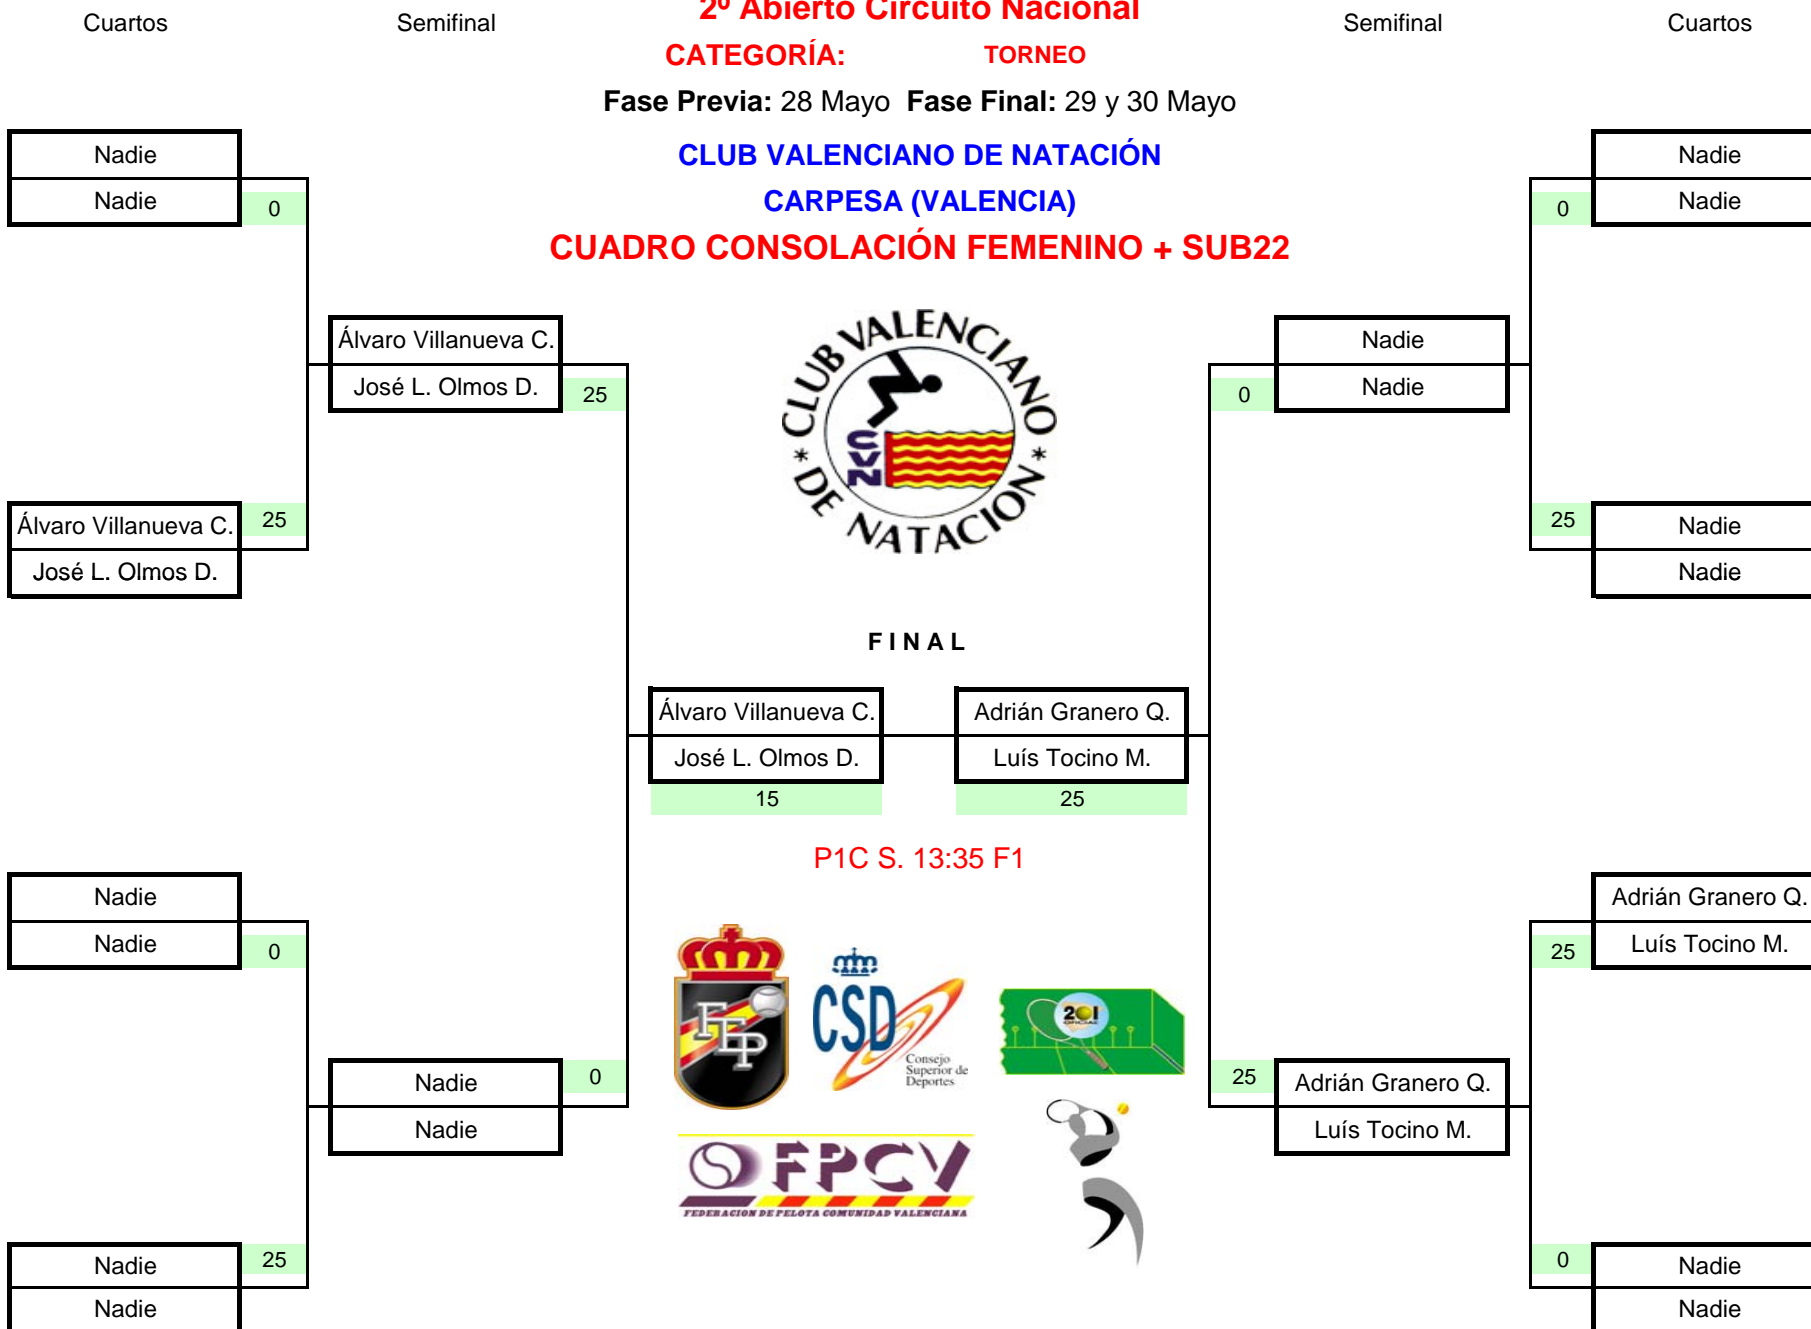 2º Abierto Circuito Nacional
Cuartos
Semifinal
Semifinal
Cuartos
CATEGORÍA: TORNEO
Fase Previa: 28 Mayo Fase Final: 29 y 30 Mayo
CLUB VALENCIANO DE NATACIÓN
CARPESA (VALENCIA)
CUADRO CONSOLACIÓN FEMENINO + SUB22
Nadie
Nadie
0
Nadie
0
Nadie
Álvaro Villanueva C.
José L. Olmos D.
25
CLUB VALENCIANO
DE NATACION
CVN
Nadie
0
Nadie
Álvaro Villanueva C.
25
José L. Olmos D.
25
Nadie
Nadie
FINAL
Álvaro Villanueva C.
José L. Olmos D.
15
Adrián Granero Q.
Luís Tocino M.
25
P1C S. 13:35 F1
Nadie
Nadie
0
Adrián Granero Q.
25
Luís Tocino M.
FEP
CSD
Consejo
Superior de
Deportes
201
OFICIAL
Nadie
0
Nadie
25
Adrián Granero Q.
Luís Tocino M.
FPCV
FEDERACION DE PELOTA COMUNIDAD VALENCIANA
Nadie
25
Nadie
0
Nadie
Nadie